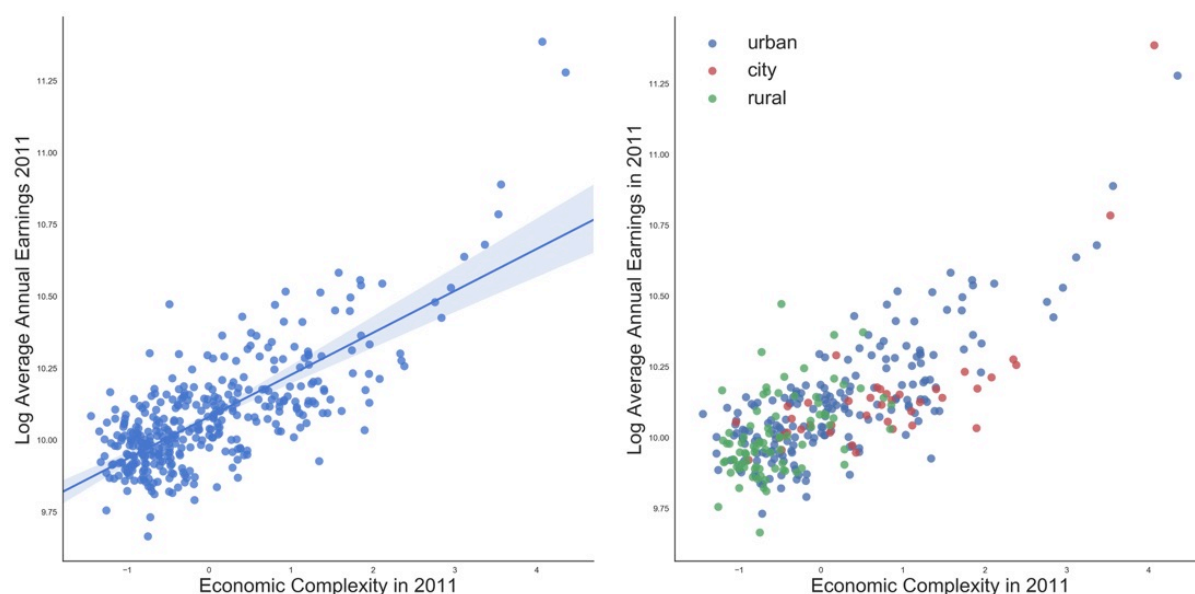 Log Average Annual Earnings 2011
11.25
11.00
10.75
10.50
10.25
10.00
9.75
−1 0 1 2 3 4
Economic Complexity in 2011
urban
city
rural
Log Average Annual Earnings in 2011
11.25
11.00
10.75
10.50
10.25
10.00
9.75
−1 0 1 2 3 4
Economic Complexity in 2011